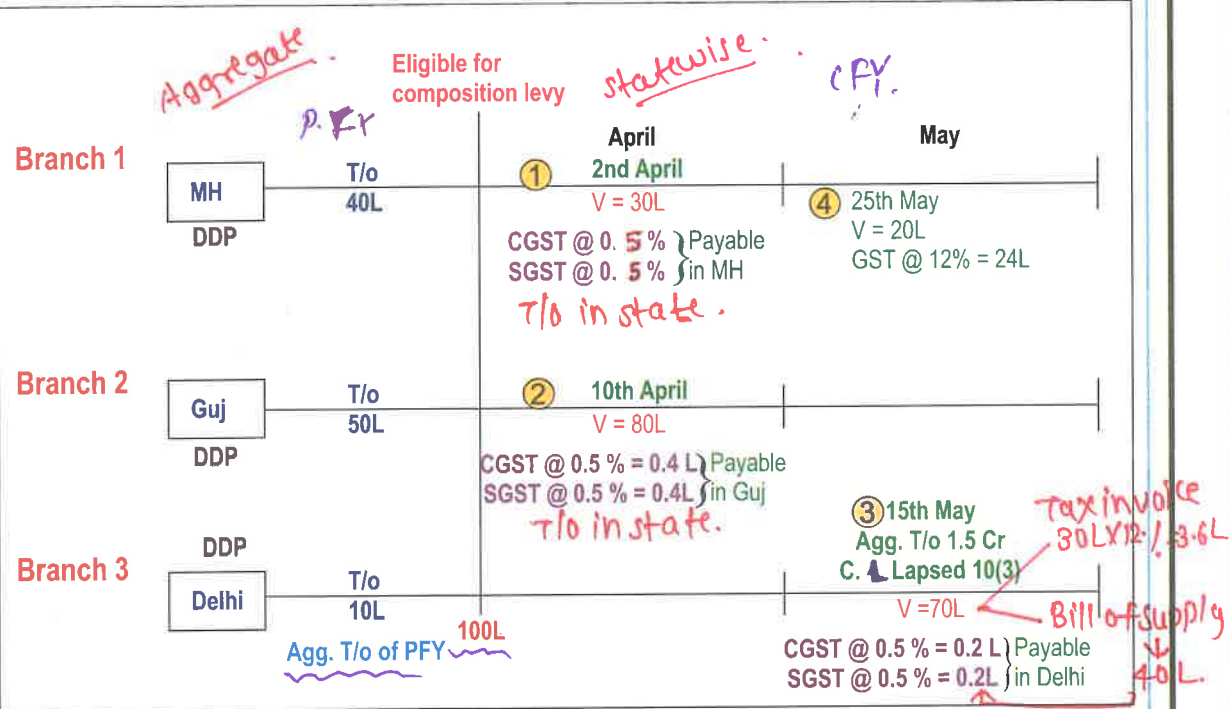 Aggregate.
Eligible for
composition levy
statewise.
CFY.
P. FY
April
May
Branch 1
MH
DDP
T/o
40L
1
2nd April
V = 30L
CGST @ 0. 5 % } Payable
SGST @ 0. 5 % } in MH
T/o in state.
4 25th May
V = 20L
GST @ 12% = 24L
Branch 2
Guj
DDP
T/o
50L
2
10th April
V = 80L
CGST @ 0.5 % = 0.4 L } Payable
SGST @ 0.5 % = 0.4L } in Guj
T/o in state.
Branch 3
DDP
Delhi
T/o
10L
100L
Agg. T/o of PFY
3 15th May
Agg. T/o 1.5 Cr
C. L Lapsed 10(3)
V =70L
Tax invoice
30LX12·/. =3.6L
Bill of supply
40L.
CGST @ 0.5 % = 0.2 L } Payable
SGST @ 0.5 % = 0.2L } in Delhi